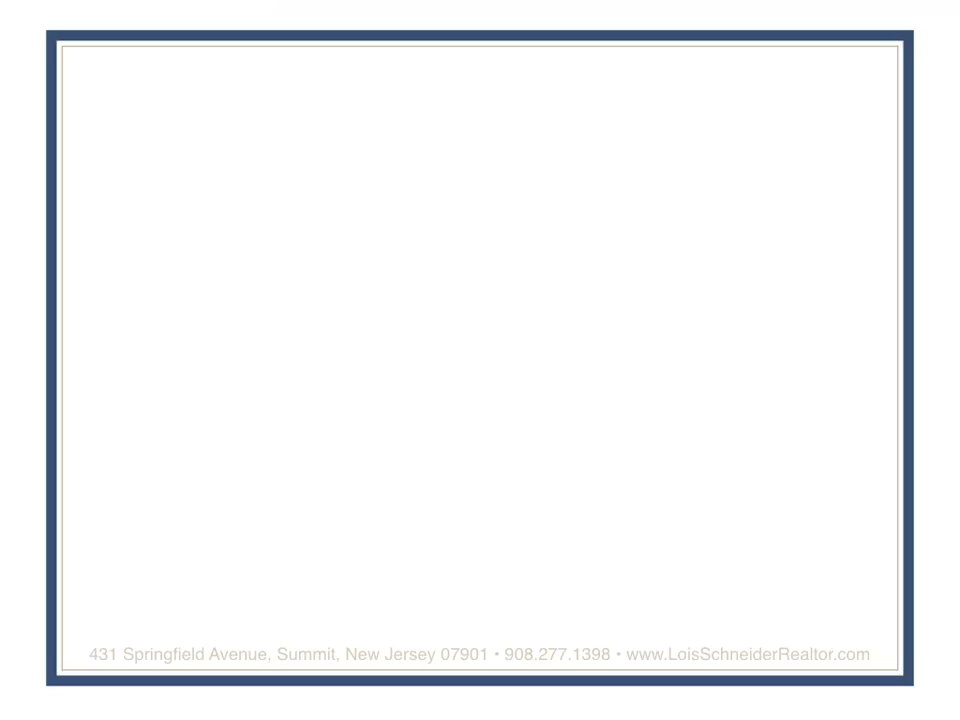 431 Springfield Avenue, Summit, New Jersey 07901 • 908.277.1398 • www.LoisSchneiderRealtor.com